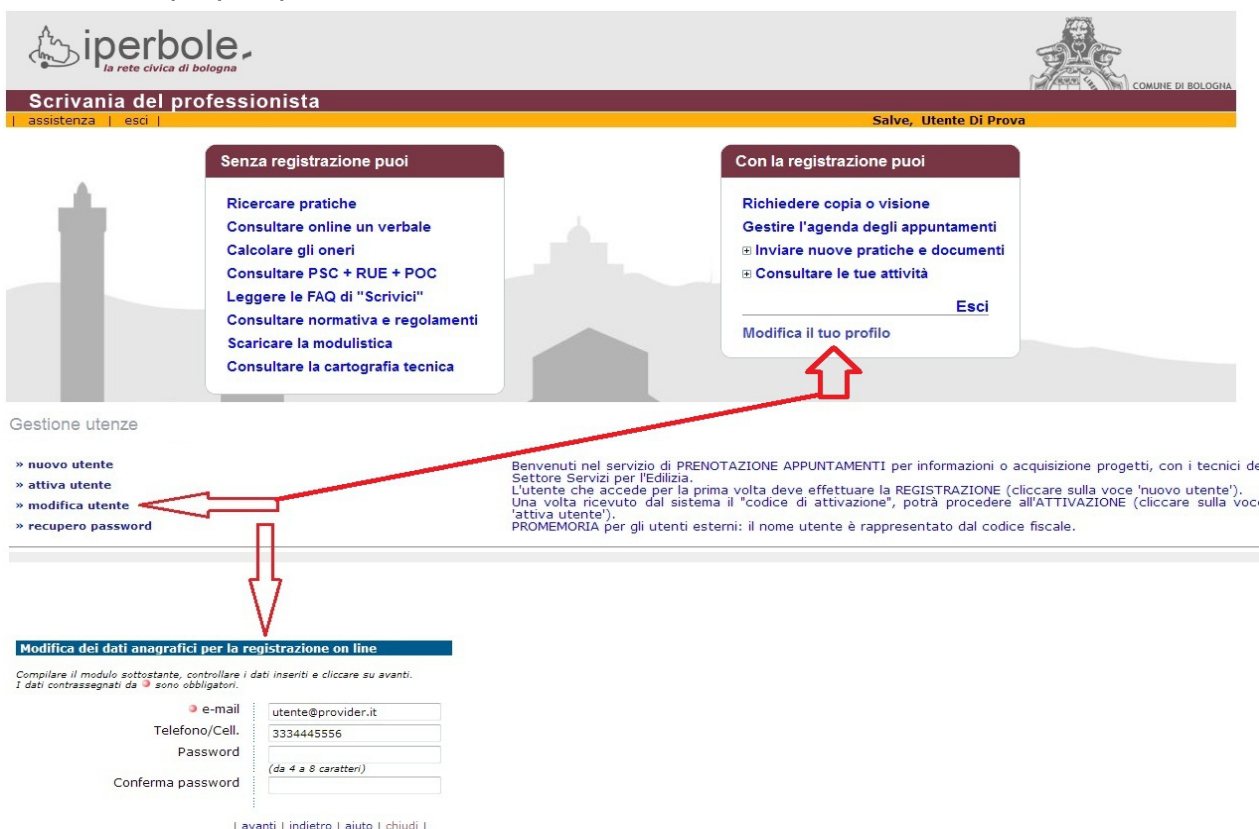 iperbole
la rete civica di bologna
COMUNE DI BOLOGNA
Scrivania del professionista
| assistenza | esci |
Salve, Utente Di Prova
Senza registrazione puoi
Ricercare pratiche
Consultare online un verbale
Calcolare gli oneri
Consultare PSC + RUE + POC
Leggere le FAQ di "Scrivici"
Consultare normativa e regolamenti
Scaricare la modulistica
Consultare la cartografia tecnica
Con la registrazione puoi
Richiedere copia o visione
Gestire l'agenda degli appuntamenti
Inviare nuove pratiche e documenti
Consultare le tue attività
Esci
Modifica il tuo profilo
Gestione utenze
» nuovo utente
» attiva utente
» modifica utente
» recupero password
Benvenuti nel servizio di PRENOTAZIONE APPUNTAMENTI per informazioni o acquisizione progetti, con i tecnici de
Settore Servizi per l'Edilizia.
L'utente che accede per la prima volta deve effettuare la REGISTRAZIONE (cliccare sulla voce 'nuovo utente').
Una volta ricevuto dal sistema il "codice di attivazione", potrà procedere all'ATTIVAZIONE (cliccare sulla voce
'attiva utente').
PROMEMORIA per gli utenti esterni: il nome utente è rappresentato dal codice fiscale.
Modifica dei dati anagrafici per la registrazione on line
Compilare il modulo sottostante, controllare i dati inseriti e cliccare su avanti.
I dati contrassegnati da sono obbligatori.
e-mail utente@provider.it
Telefono/Cell. 3334445556
Password
(da 4 a 8 caratteri)
Conferma password
| avanti | indietro | aiuto | chiudi |